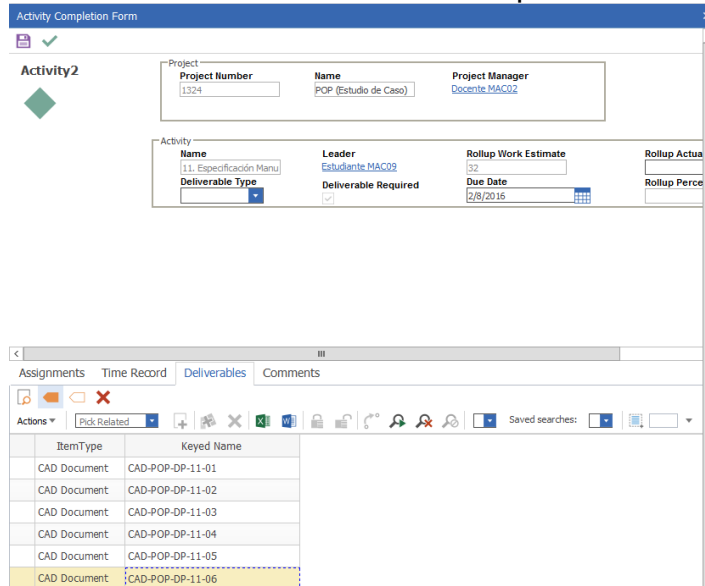 Activity Completion Form
Activity2
Project
Project Number Name Project Manager
1324 POP (Estudio de Caso) Docente MAC02
Activity
Name Leader Rollup Work Estimate Rollup Actua
11. Especificación Manu Estudiante MAC09 32
Deliverable Type Deliverable Required Due Date Rollup Perce
2/8/2016
Assignments Time Record Deliverables Comments
Actions Pick Related Saved searches:
ItemType Keyed Name
CAD Document CAD-POP-DP-11-01
CAD Document CAD-POP-DP-11-02
CAD Document CAD-POP-DP-11-03
CAD Document CAD-POP-DP-11-04
CAD Document CAD-POP-DP-11-05
CAD Document CAD-POP-DP-11-06